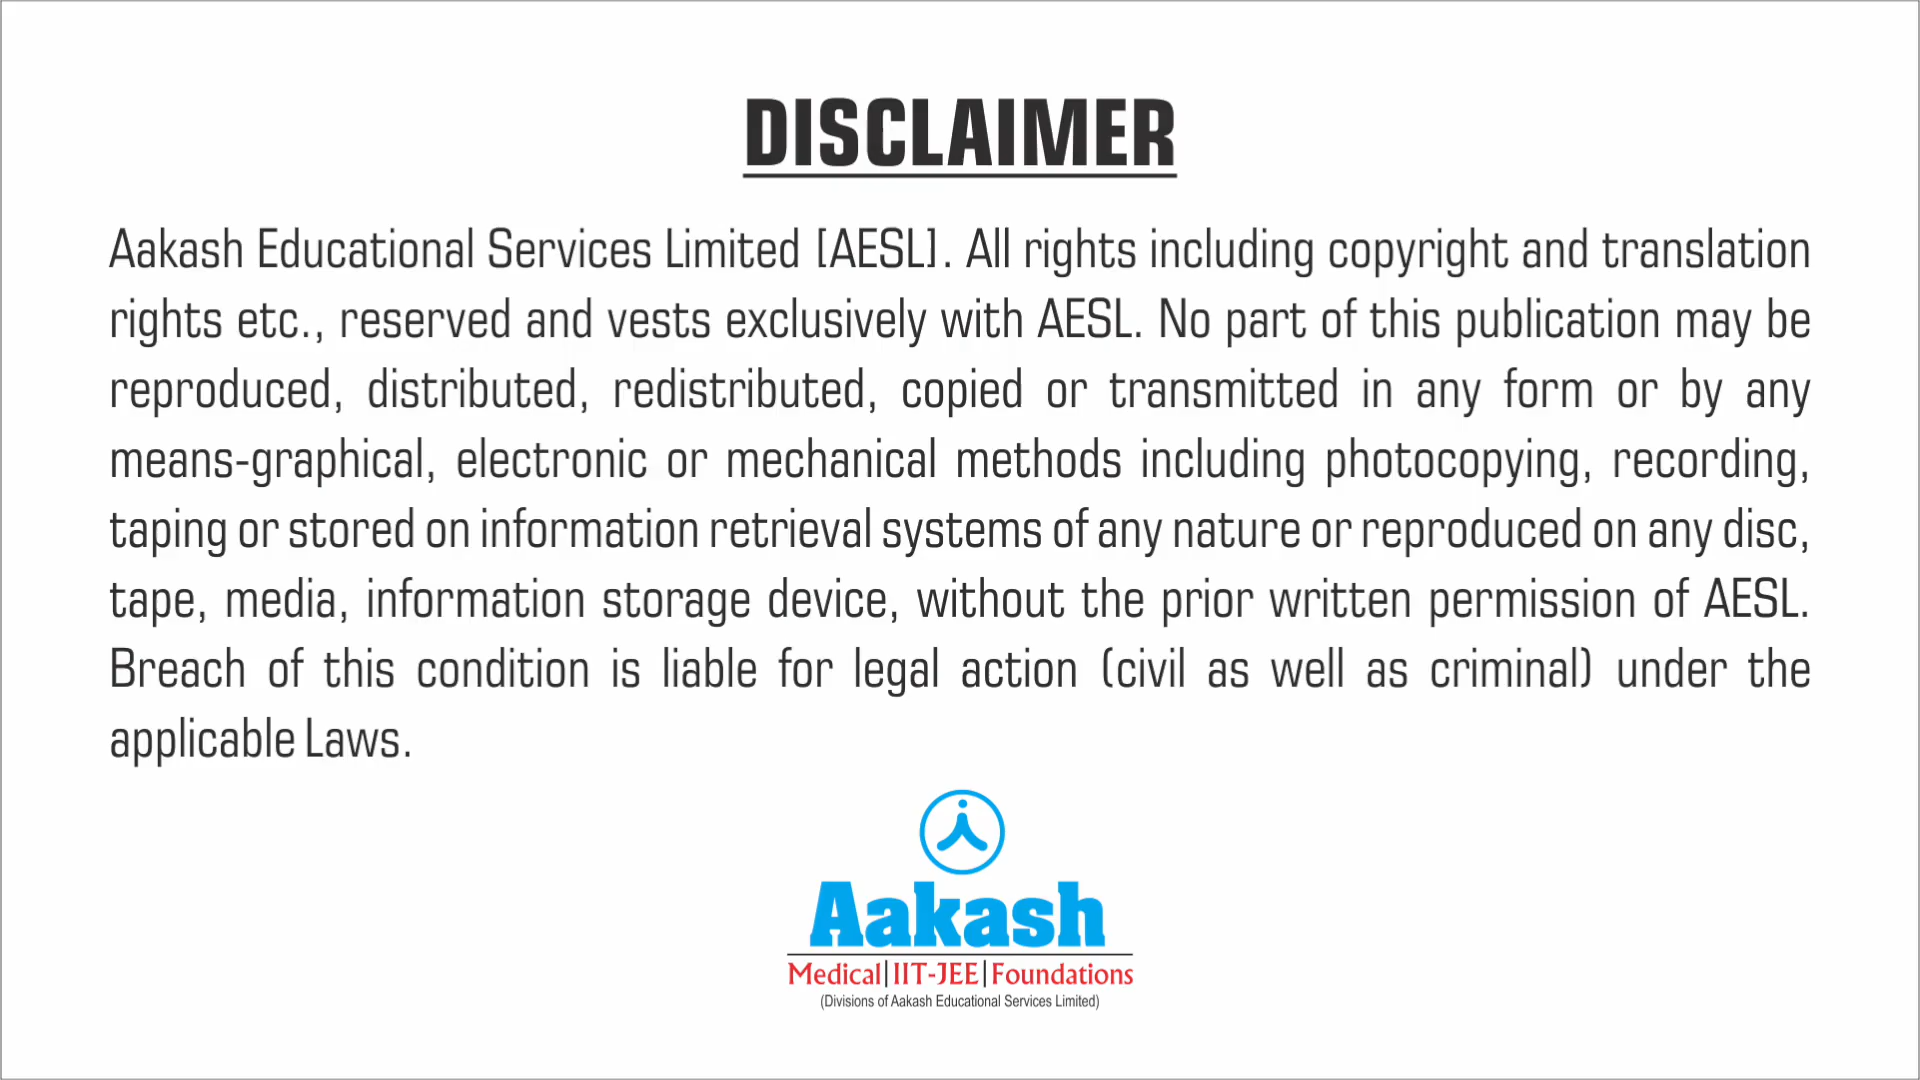 DISCLAIMER
Aakash Educational Services Limited [AESL]. All rights including copyright and translation
rights etc., reserved and vests exclusively with AESL. No part of this publication may be
reproduced, distributed, redistributed, copied or transmitted in any form or by any
means-graphical, electronic or mechanical methods including photocopying, recording,
taping or stored on information retrieval systems of any nature or reproduced on any disc,
tape, media, information storage device, without the prior written permission of AESL.
Breach of this condition is liable for legal action (civil as well as criminal) under the
applicable Laws.
Aakash
Medical|IIT-JEE|Foundations
(Divisions of Aakash Educational Services Limited)